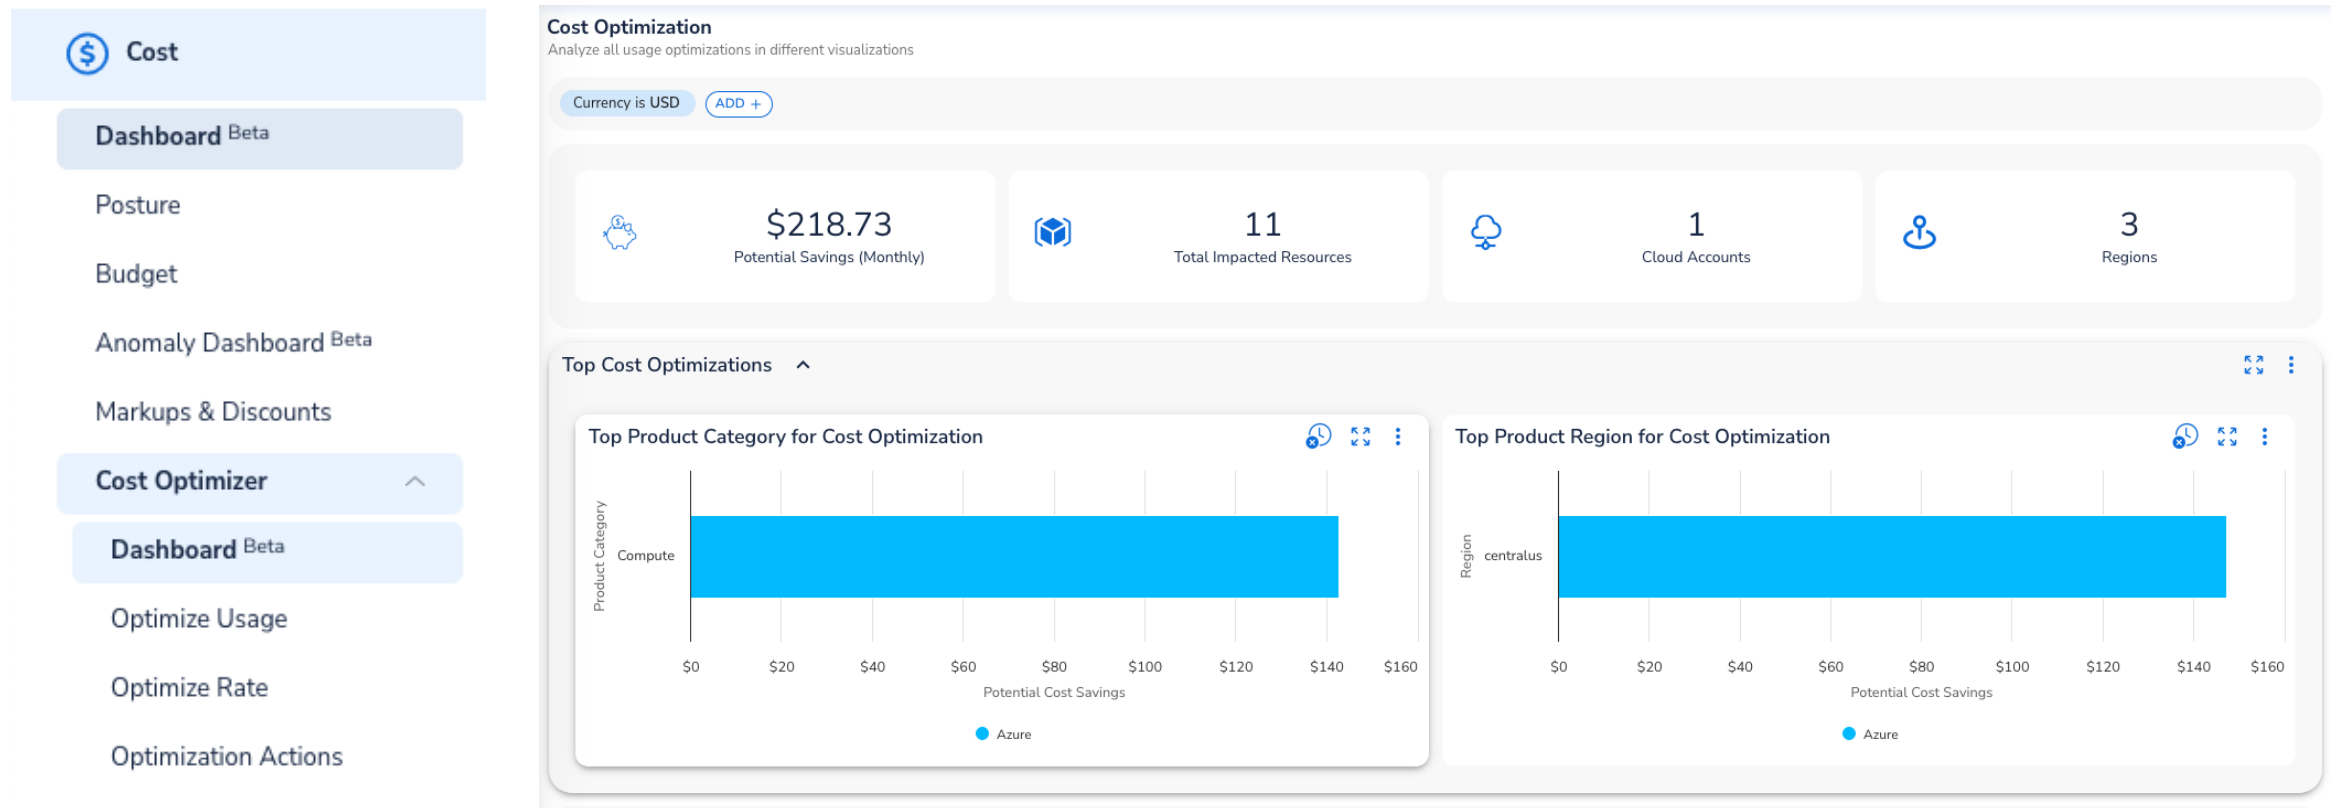 Cost
Dashboard Beta
Posture
Budget
Anomaly Dashboard Beta
Markups & Discounts
Cost Optimizer
Dashboard Beta
Optimize Usage
Optimize Rate
Optimization Actions
Cost Optimization
Analyze all usage optimizations in different visualizations
Currency is USD ADD +
$218.73
Potential Savings (Monthly)
11
Total Impacted Resources
1
Cloud Accounts
3
Regions
Top Cost Optimizations
Top Product Category for Cost Optimization
Product Category
Compute
$0 $20 $40 $60 $80 $100 $120 $140 $160
Potential Cost Savings
Azure
Top Product Region for Cost Optimization
Region
centralus
$0 $20 $40 $60 $80 $100 $120 $140 $160
Potential Cost Savings
Azure